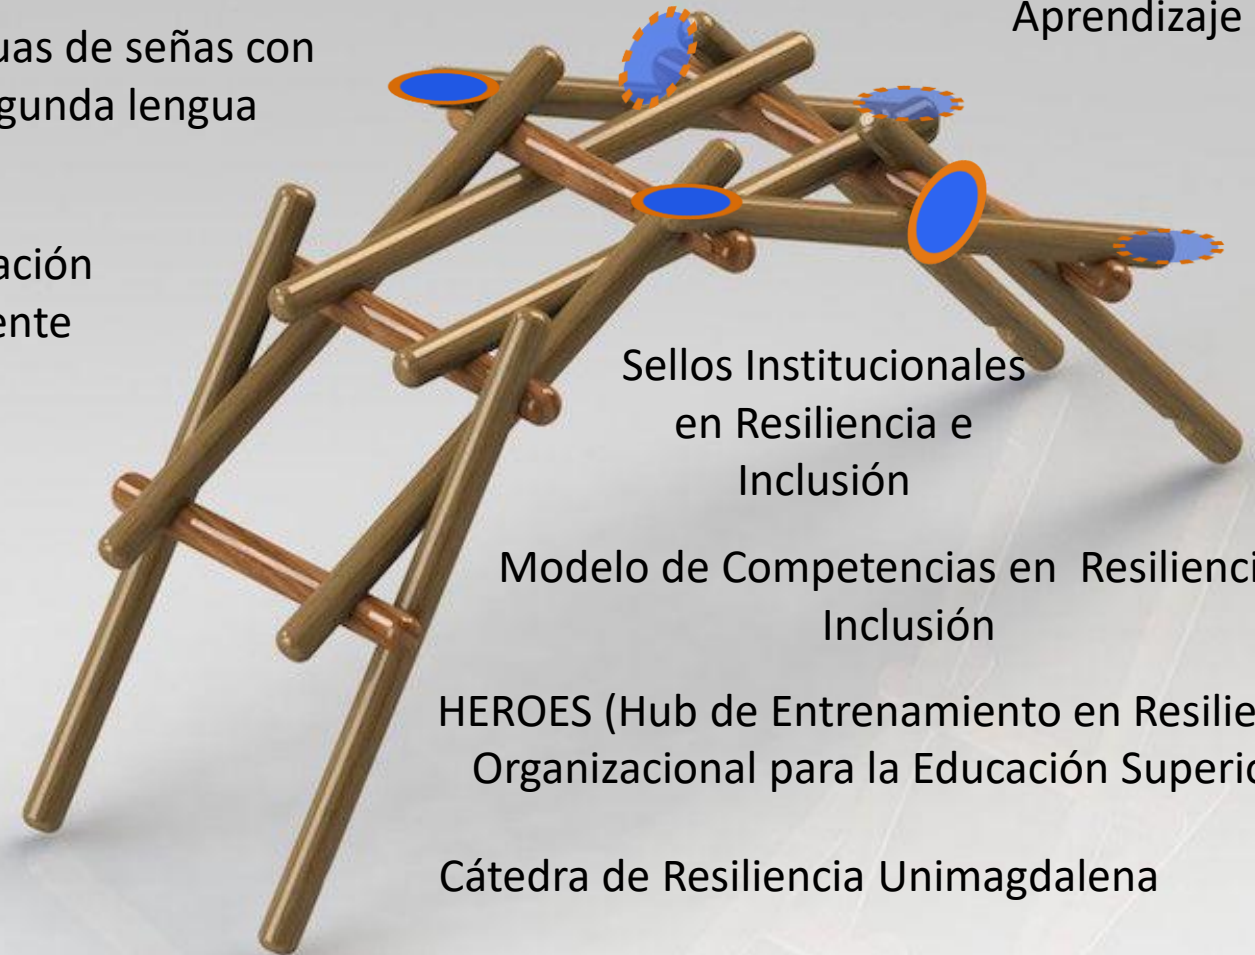 Aprendizaje
uas de señas con
gunda lengua
ación
ente
Sellos Institucionales
en Resiliencia e
Inclusión
Modelo de Competencias en  Resilienci
Inclusión
HEROES (Hub de Entrenamiento en Resilie
Organizacional para la Educación Superio
Cátedra de Resiliencia Unimagdalena